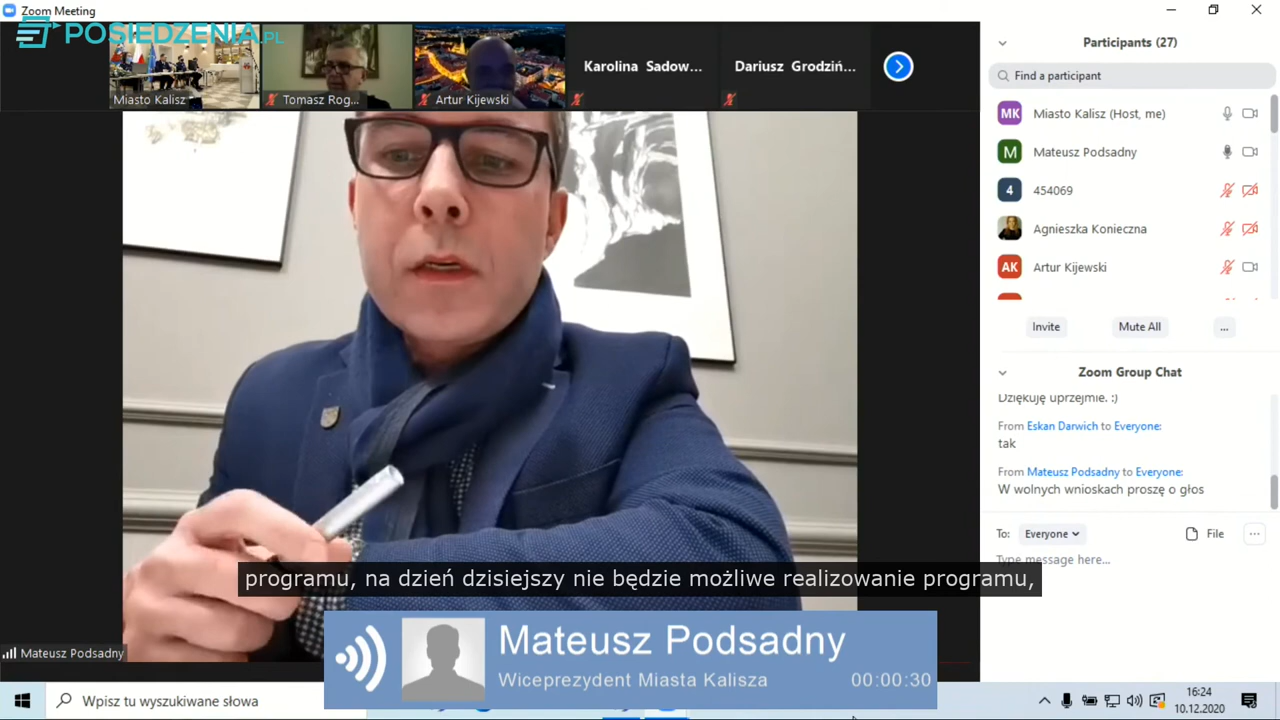 Zoom Meeting
POSIEDZENIA.PL
Miasto Kalisz
Tomasz Rog...
Artur Kijewski
Karolina Sadow...
Dariusz Grodziń...
Mateusz Podsadny
programu, na dzień dzisiejszy nie będzie możliwe realizowanie programu,
Mateusz Podsadny
Wiceprezydent Miasta Kalisza
00:00:30
Participants (27)
Find a participant
MK Miasto Kalisz (Host, me)
M Mateusz Podsadny
4 454069
Agnieszka Konieczna
AK Artur Kijewski
Invite
Mute All
...
Zoom Group Chat
Dziękuję uprzejmie. :)
From Eskan Darwich to Everyone:
tak
From Mateusz Podsadny to Everyone:
W wolnych wnioskach proszę o głos
To: Everyone
File
...
Type message here...
Wpisz tu wyszukiwane słowa
16:24
10.12.2020